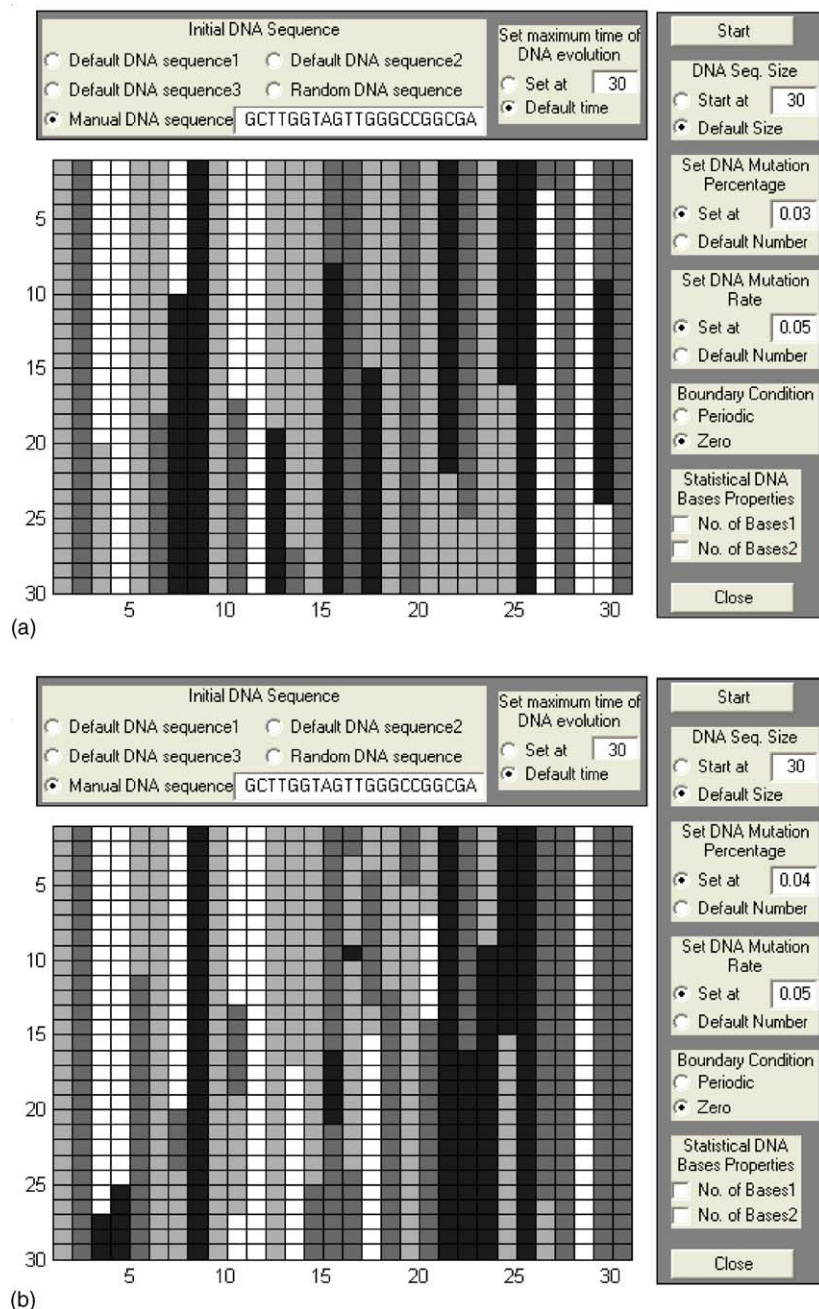 Initial DNA Sequence
Default DNA sequence1
Default DNA sequence2
Default DNA sequence3
Random DNA sequence
Manual DNA sequence
GCTTGGTAGTTGGGCCGGCGA
Set maximum time of
DNA evolution
Set at 30
Default time
Start
DNA Seq. Size
Start at 30
Default Size
Set DNA Mutation
Percentage
Set at 0.03
Default Number
Set DNA Mutation
Rate
Set at 0.05
Default Number
Boundary Condition
Periodic
Zero
Statistical DNA
Bases Properties
No. of Bases1
No. of Bases2
Close
5
10
15
20
25
30
5 10 15 20 25 30
(a)
Initial DNA Sequence
Default DNA sequence1
Default DNA sequence2
Default DNA sequence3
Random DNA sequence
Manual DNA sequence
GCTTGGTAGTTGGGCCGGCGA
Set maximum time of
DNA evolution
Set at 30
Default time
Start
DNA Seq. Size
Start at 30
Default Size
Set DNA Mutation
Percentage
Set at 0.04
Default Number
Set DNA Mutation
Rate
Set at 0.05
Default Number
Boundary Condition
Periodic
Zero
Statistical DNA
Bases Properties
No. of Bases1
No. of Bases2
Close
5
10
15
20
25
30
5 10 15 20 25 30
(b)